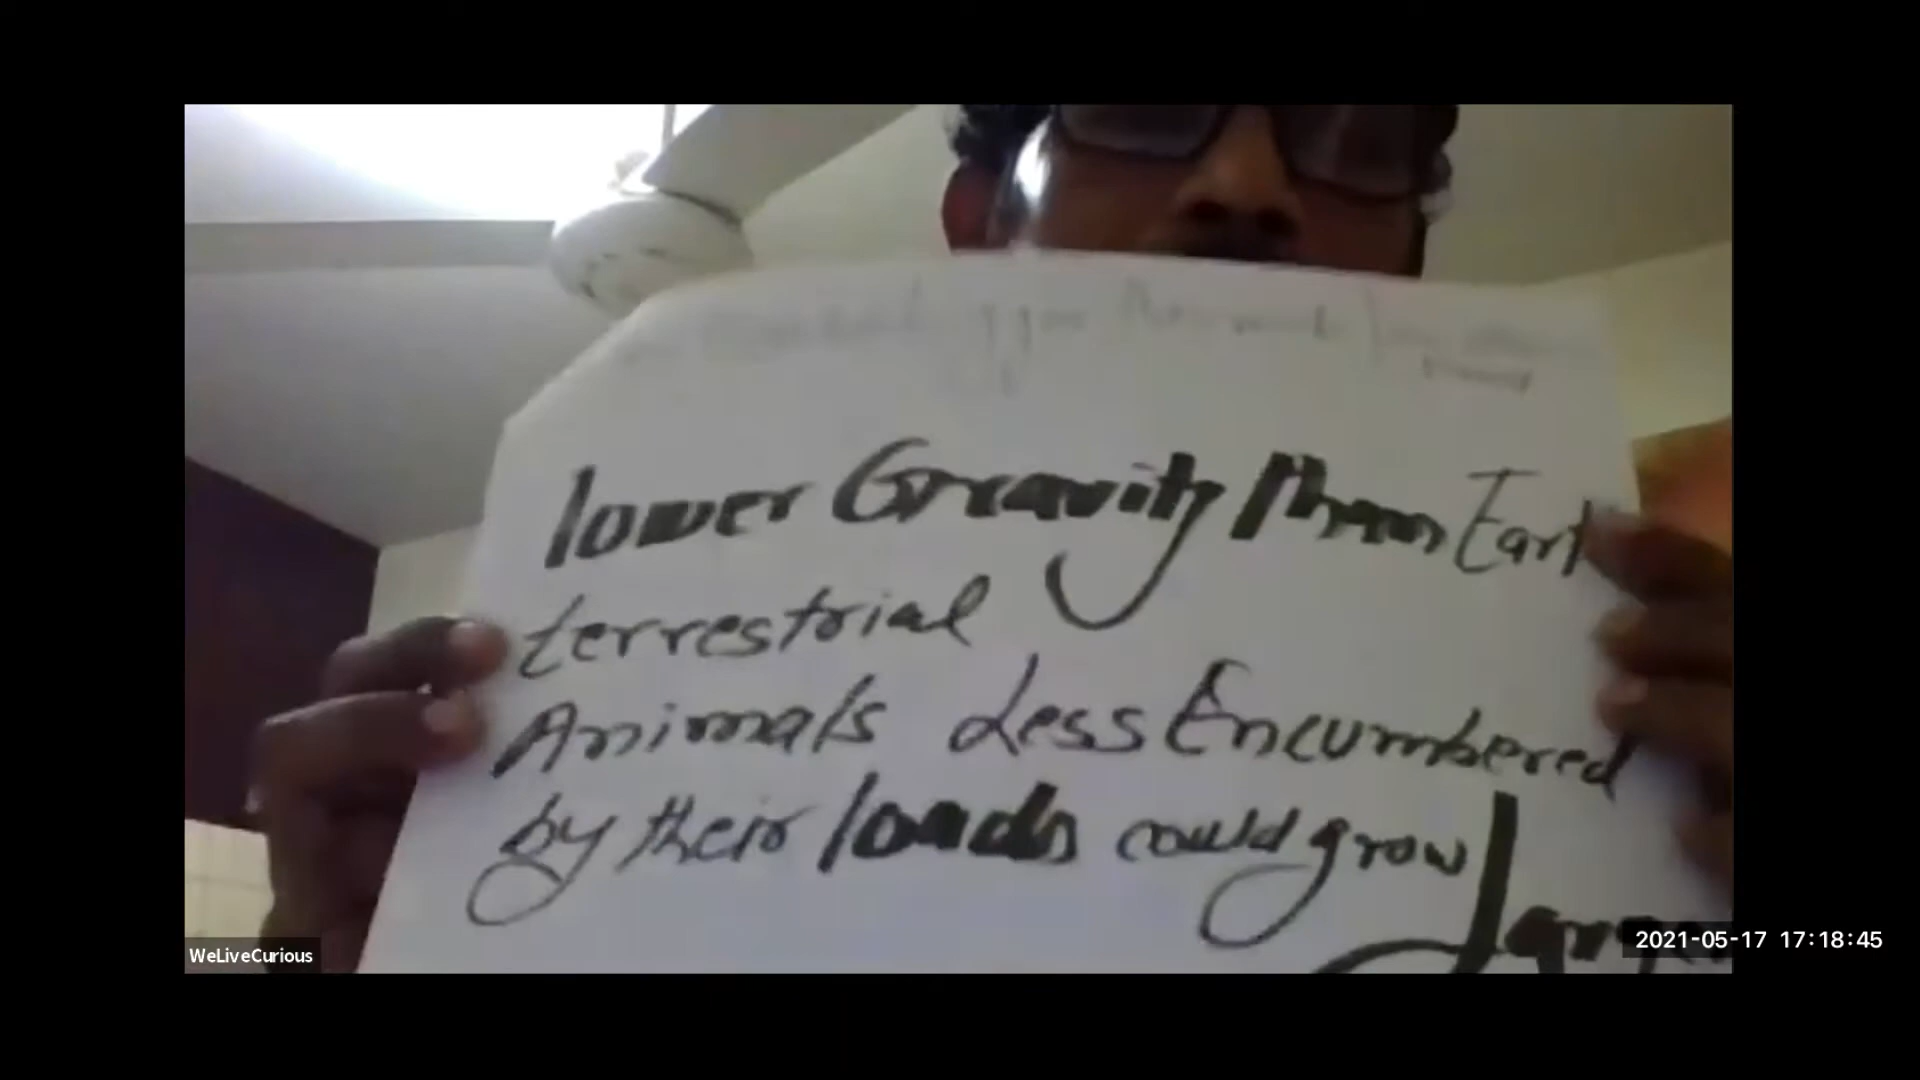 lower Gravity than Eart
terrestrial
Animals Less Encumbered
by their loads could grow
WeLiveCurious
2021-05-17 17:18:45